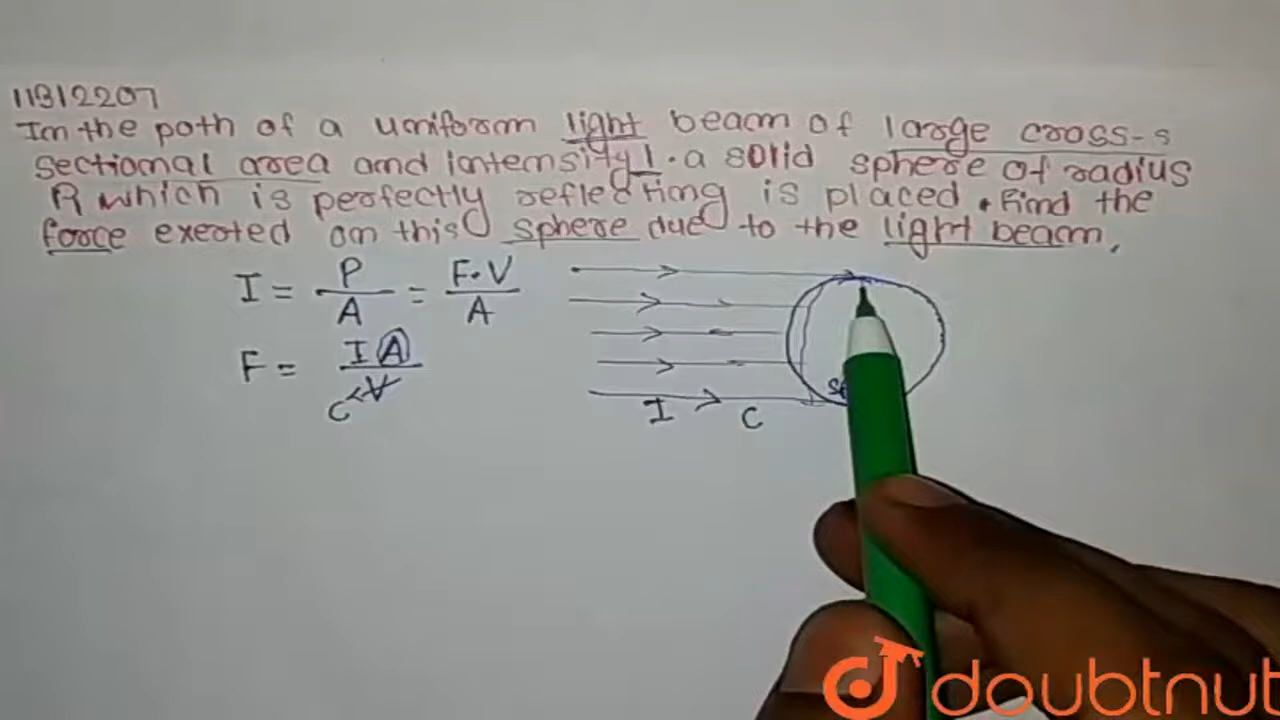 11312207
In the path of a uniform light beam of large cross-s
sectional area and intensity I. a solid sphere of radius
R which is perfectly reflecting is placed. Find the
force exerted on this sphere due to the light beam.
I = P/A = F.V/A
F = IA/V
C
I C
doubtnut